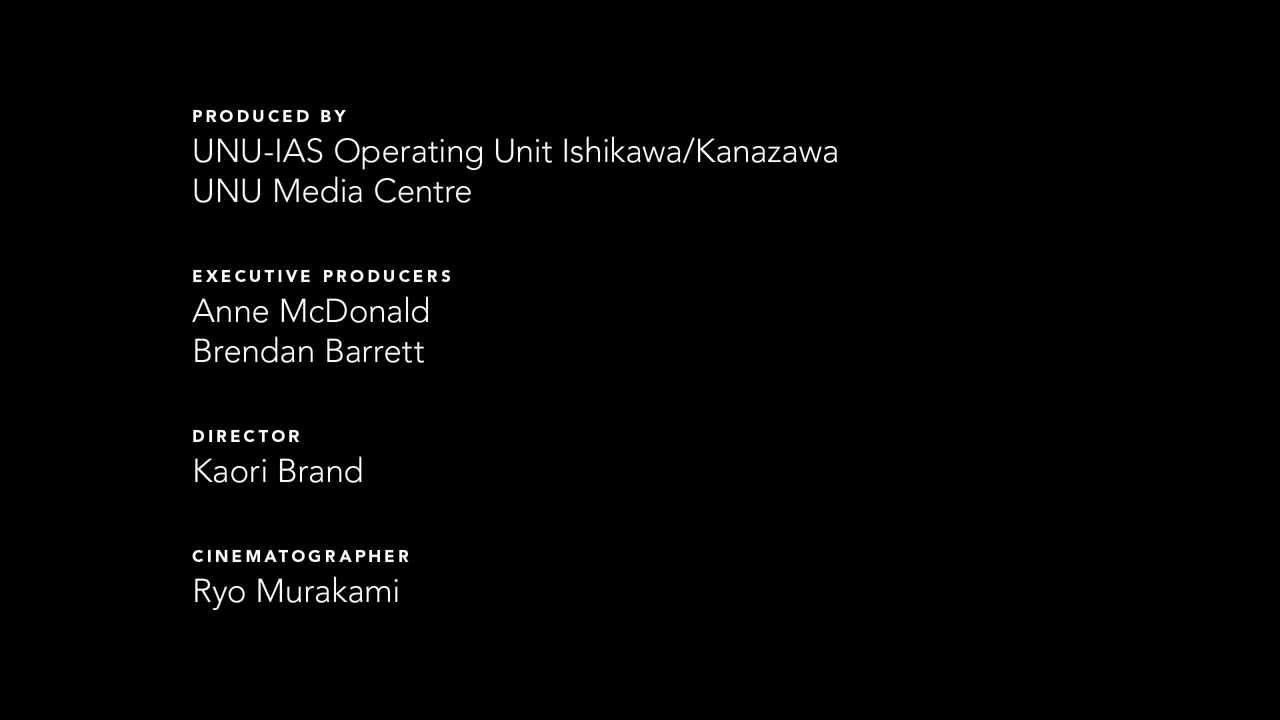 PRODUCED BY
UNU-IAS Operating Unit Ishikawa/Kanazawa
UNU Media Centre
EXECUTIVE PRODUCERS
Anne McDonald
Brendan Barrett
DIRECTOR
Kaori Brand
CINEMATOGRAPHER
Ryo Murakami